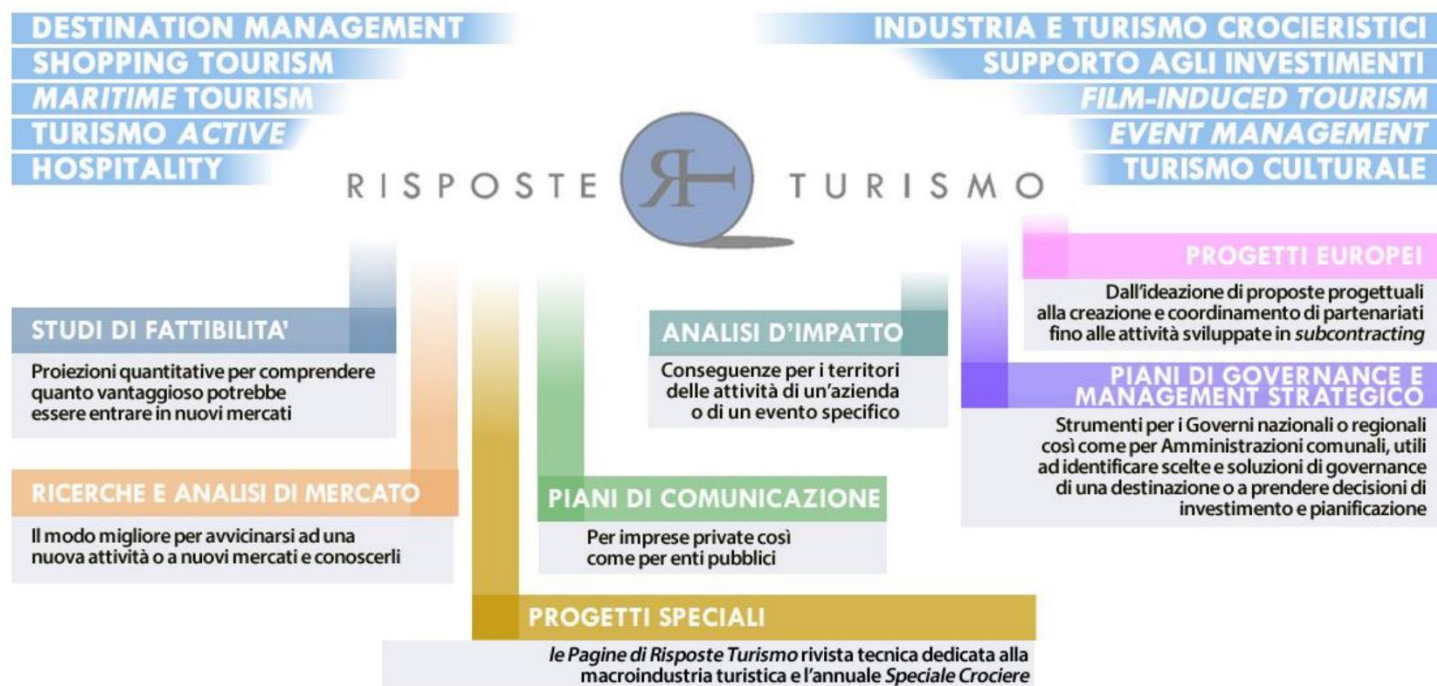 DESTINATION MANAGEMENT
SHOPPING TOURISM
MARITIME TOURISM
TURISMO ACTIVE
HOSPITALITY
INDUSTRIA E TURISMO CROCIERISTICI
SUPPORTO AGLI INVESTIMENTI
FILM-INDUCED TOURISM
EVENT MANAGEMENT
TURISMO CULTURALE
RISPOSTE RT TURISMO
STUDI DI FATTIBILITA'
Proiezioni quantitative per comprendere
quanto vantaggioso potrebbe
essere entrare in nuovi mercati
RICERCHE E ANALISI DI MERCATO
Il modo migliore per avvicinarsi ad una
nuova attività o a nuovi mercati e conoscerli
PROGETTI SPECIALI
le Pagine di Risposte Turismo rivista tecnica dedicata alla
macroindustria turistica e l'annuale Speciale Crociere
PIANI DI COMUNICAZIONE
Per imprese private così
come per enti pubblici
ANALISI D'IMPATTO
Conseguenze per i territori
delle attività di un'azienda
o di un evento specifico
PROGETTI EUROPEI
Dall'ideazione di proposte progettuali
alla creazione e coordinamento di partenariati
fino alle attività sviluppate in subcontracting
PIANI DI GOVERNANCE E
MANAGEMENT STRATEGICO
Strumenti per i Governi nazionali o regionali
così come per Amministrazioni comunali, utili
ad identificare scelte e soluzioni di governance
di una destinazione o a prendere decisioni di
investimento e pianificazione